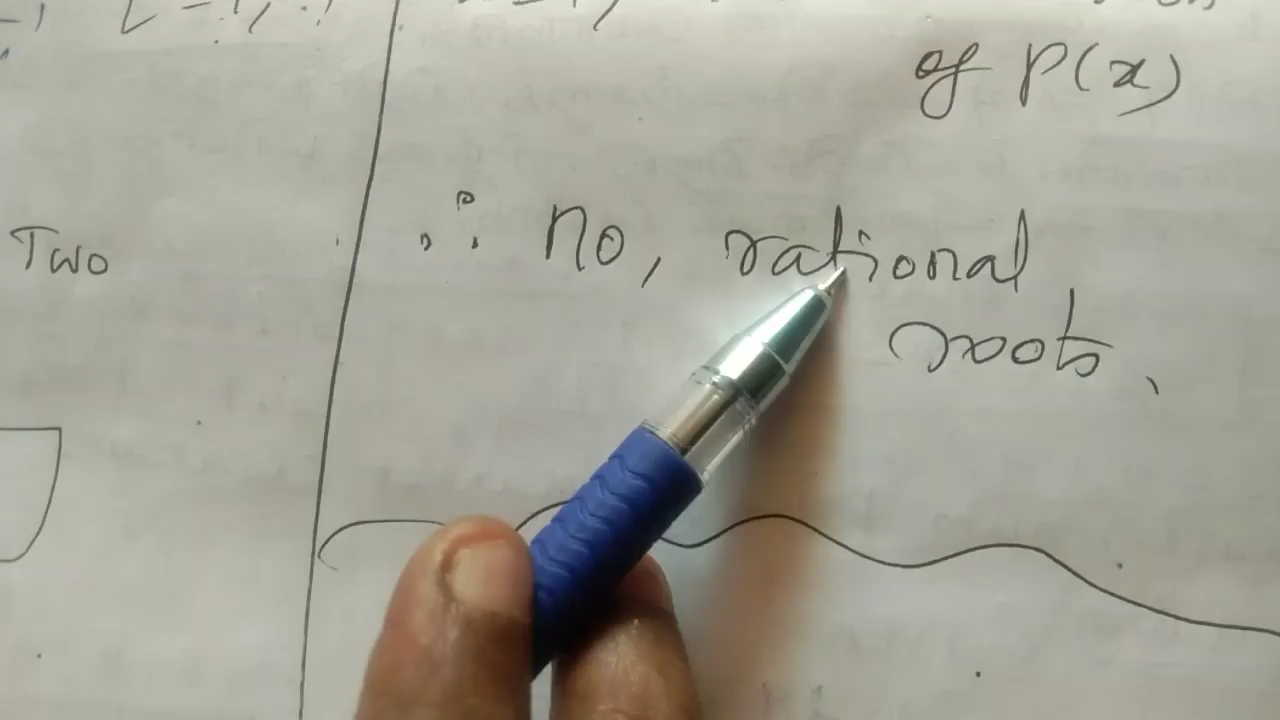 of P(x)
Two
∴ no, rational
roots.